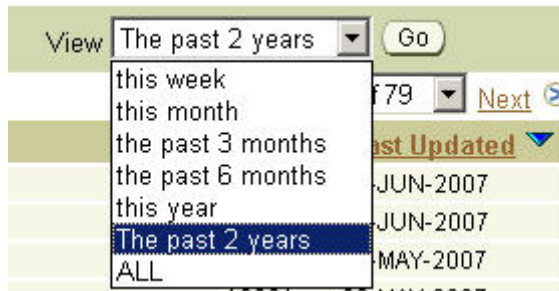 View The past 2 years Go
this week
this month
the past 3 months
the past 6 months
this year
The past 2 years
ALL
79 Next
ast Updated
-JUN-2007
-JUN-2007
-MAY-2007